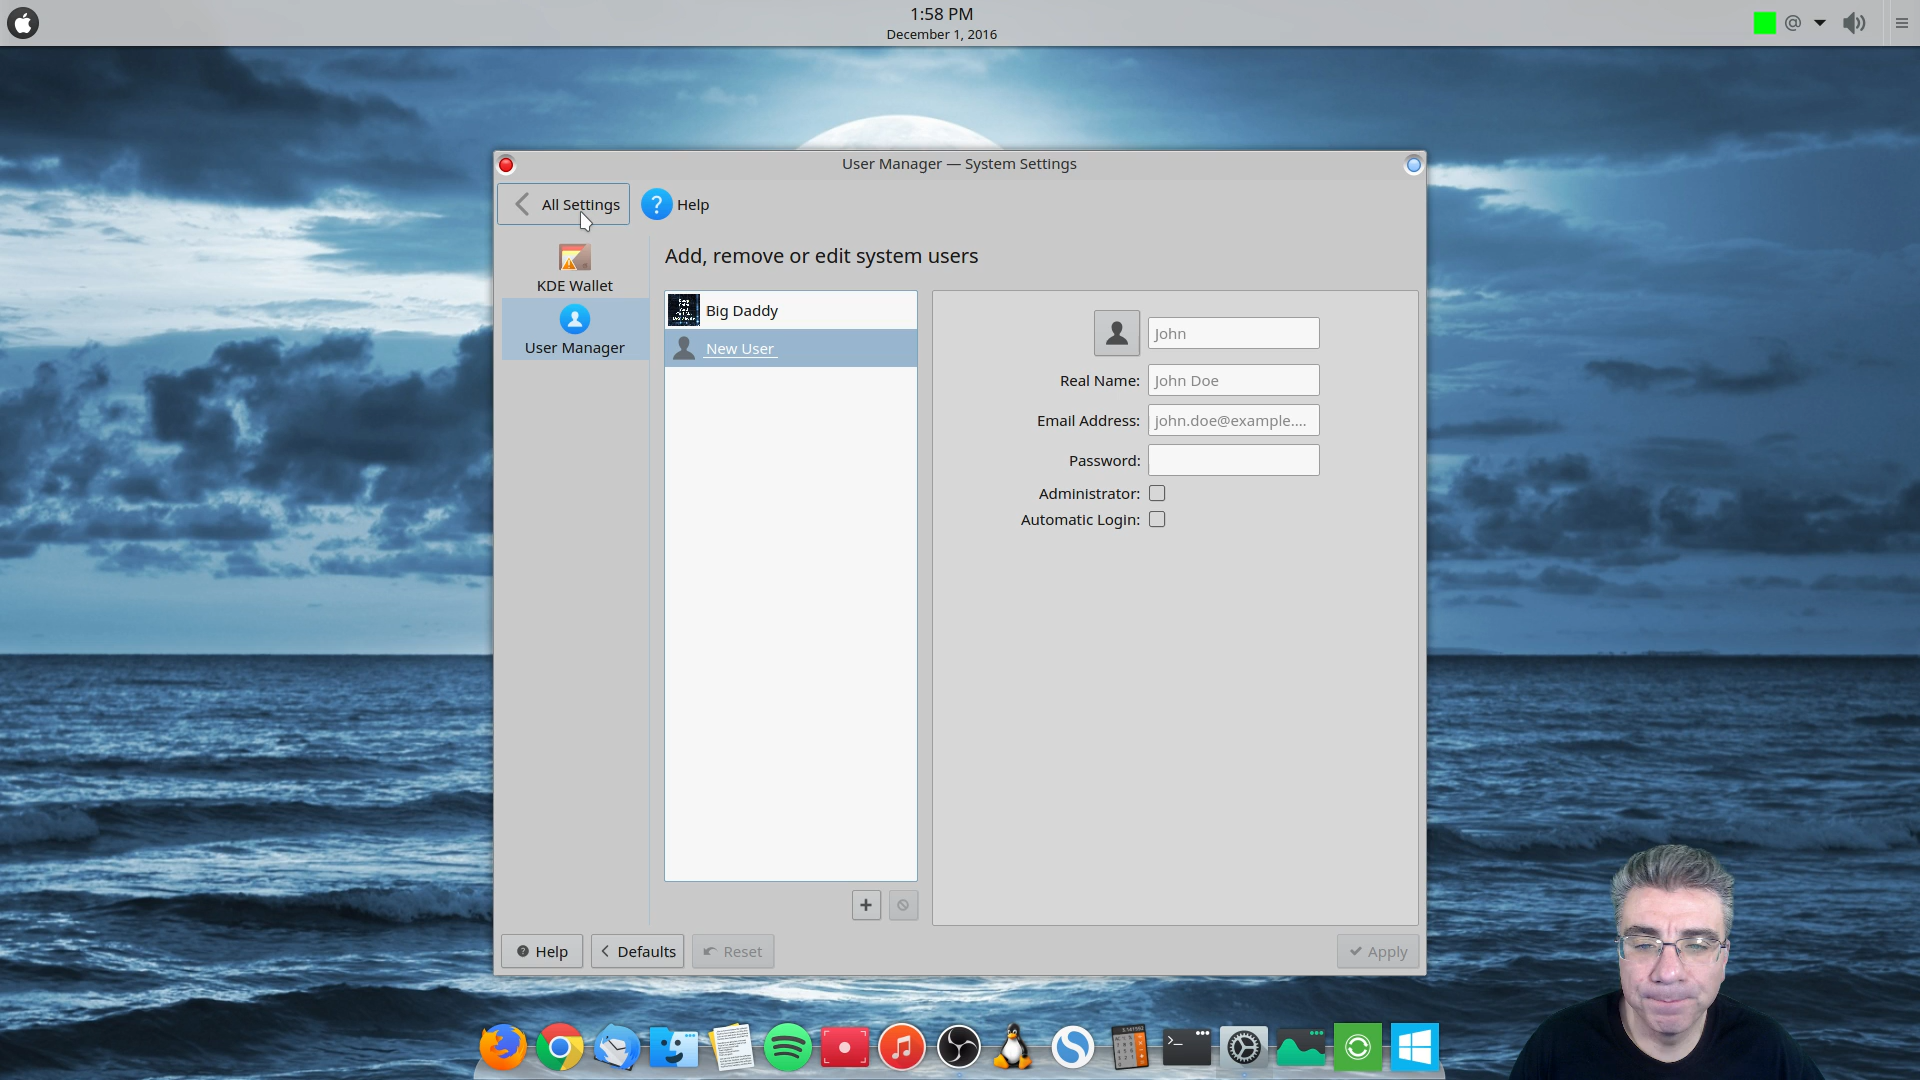 1:58 PM
December 1, 2016
User Manager — System Settings
All Settings
? Help
KDE Wallet
User Manager
Add, remove or edit system users
Big Daddy
New User
John
Real Name: John Doe
Email Address: john.doe@example....
Password:
Administrator:
Automatic Login:
Help
Defaults
Reset
Apply